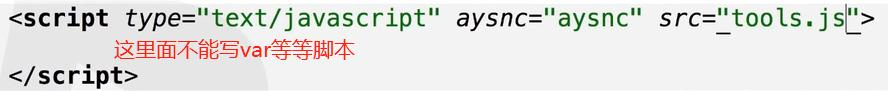 <script type="text/javascript" aysnc="aysnc" src="tools.js">
这里面不能写var等等脚本
</script>